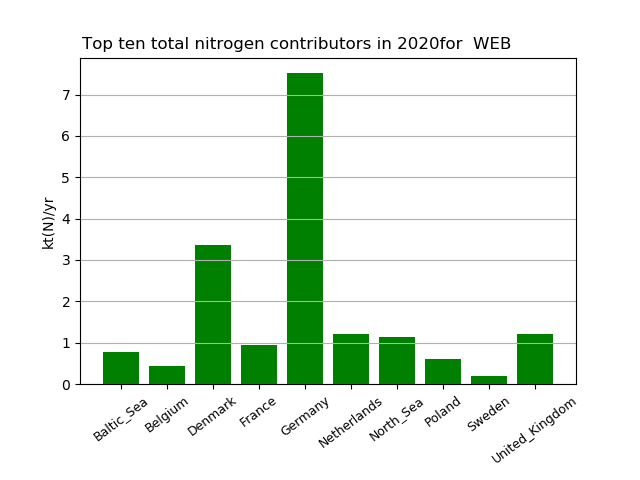 Top ten total nitrogen contributors in 2020for  WEB
kt(N)/yr
7
6
5
4
3
2
1
0
Baltic_Sea
Belgium
Denmark
France
Germany
Netherlands
North_Sea
Poland
Sweden
United_Kingdom